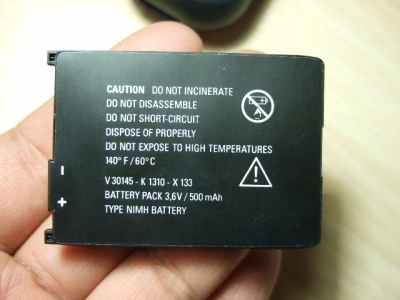 CAUTION DO NOT INCINERATE
DO NOT DISASSEMBLE
DO NOT SHORT-CIRCUIT
DISPOSE OF PROPERLY
DO NOT EXPOSE TO HIGH TEMPERATURES
140° F / 60° C
V 30145 - K 1310 - X 133
BATTERY PACK 3,6V / 500 mAh
TYPE NIMH BATTERY
-
+